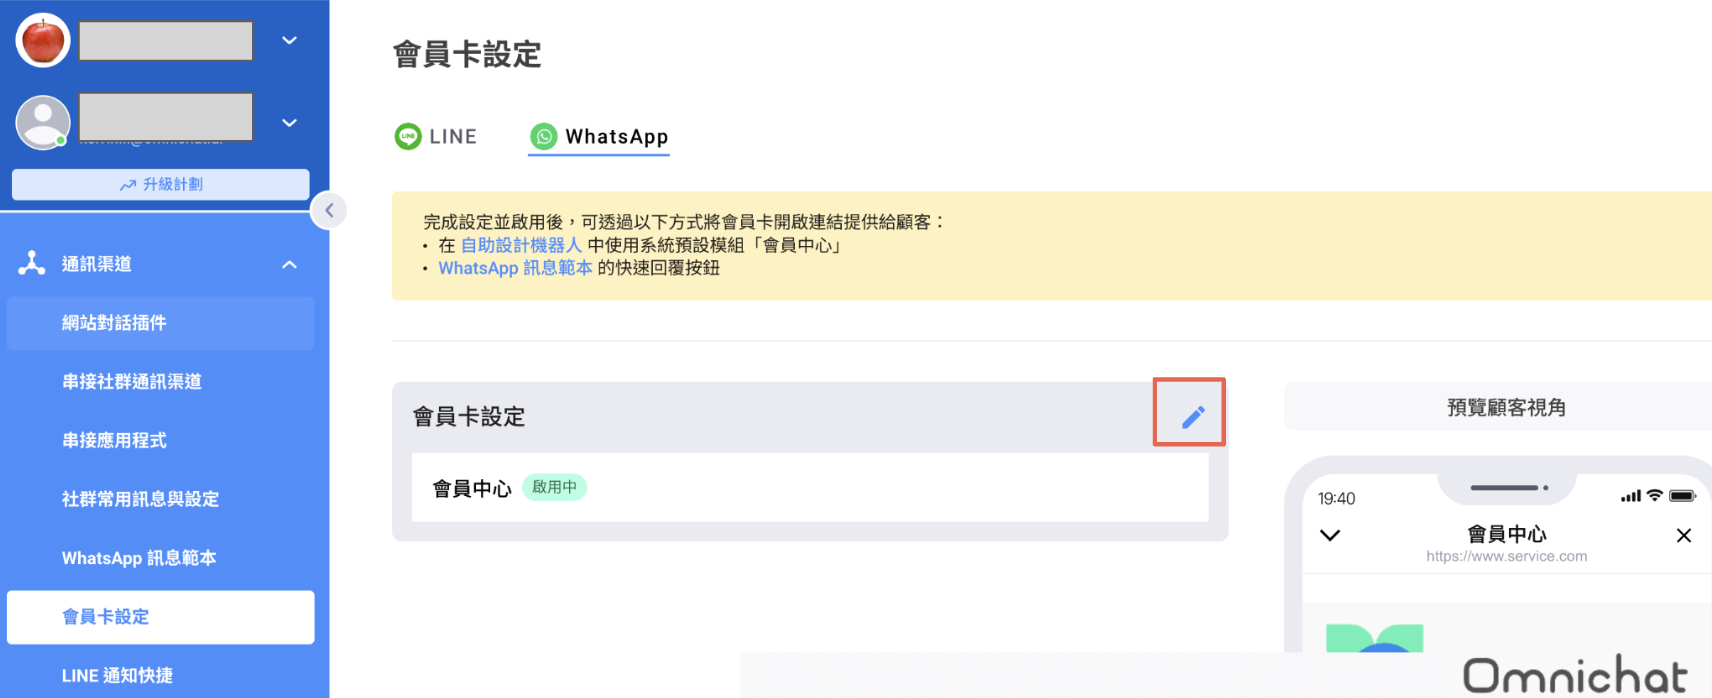 升級計劃
通訊渠道
網站對話插件
串接社群通訊渠道
串接應用程式
社群常用訊息與設定
WhatsApp 訊息範本
會員卡設定
LINE 通知快捷
會員卡設定
LINE
LINE
WhatsApp
完成設定並啟用後，可透過以下方式將會員卡開啟連結提供給顧客：
• 在 自助設計機器人 中使用系統預設模組「會員中心」
• WhatsApp 訊息範本 的快速回覆按鈕
會員卡設定
會員中心 啟用中
預覽顧客視角
19:40
會員中心
https://www.service.com
Omnichat